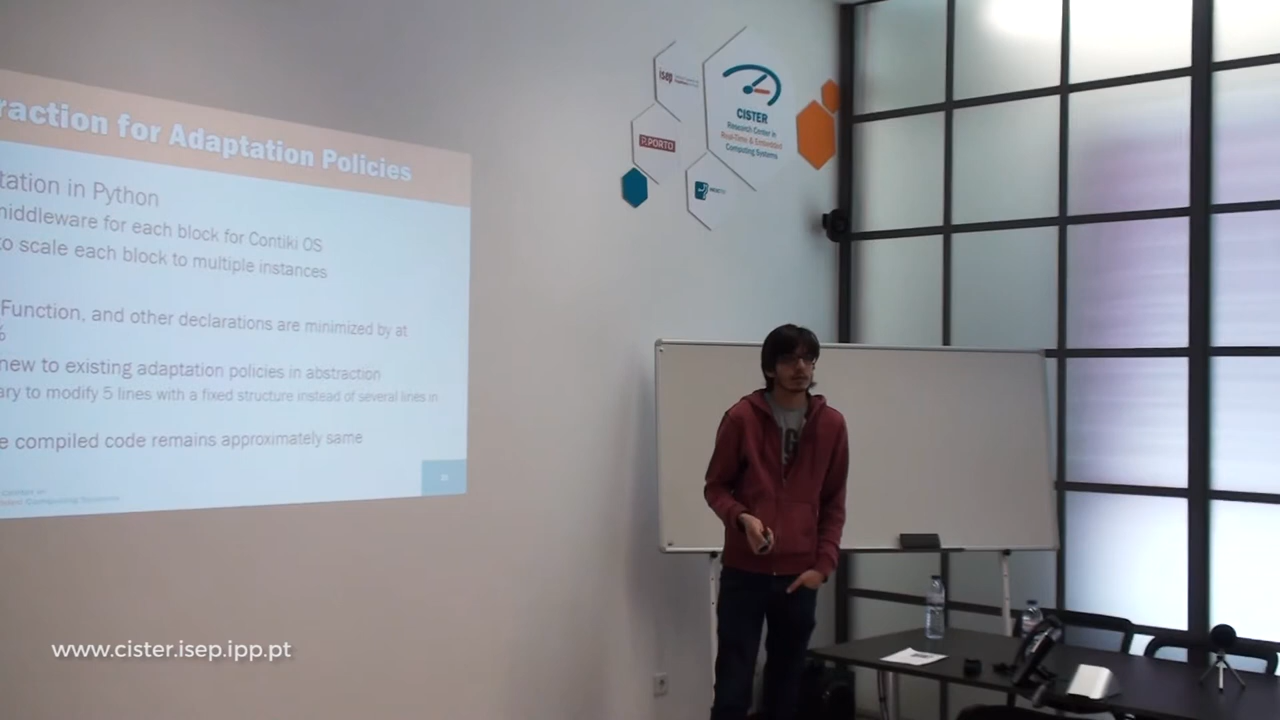 raction for Adaptation Policies
tation in Python
middleware for each block for Contiki OS
to scale each block to multiple instances
Function, and other declarations are minimized by at
%
new to existing adaptation policies in abstraction
ary to modify 5 lines with a fixed structure instead of several lines in
e compiled code remains approximately same
isep
CISTER
Research Center in
Real-Time & Embedded
Computing Systems
P.PORTO
www.cister.isep.ipp.pt